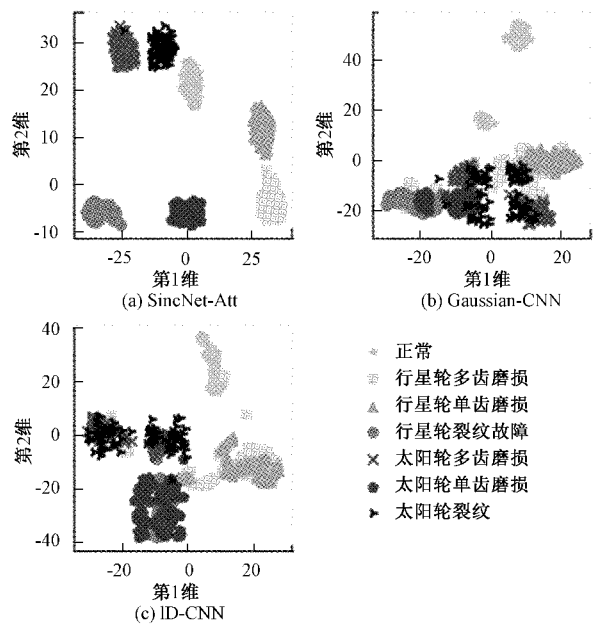 30
20
10
0
-10
第2维
-25
0
25
第1维
(a) SincNet-Att
40
20
0
-20
第2维
-20
0
20
第1维
(b) Gaussian-CNN
40
20
0
-20
-40
第2维
-20
0
20
第1维
(c) ID-CNN
正常
行星轮多齿磨损
行星轮单齿磨损
行星轮裂纹故障
太阳轮多齿磨损
太阳轮单齿磨损
太阳轮裂纹